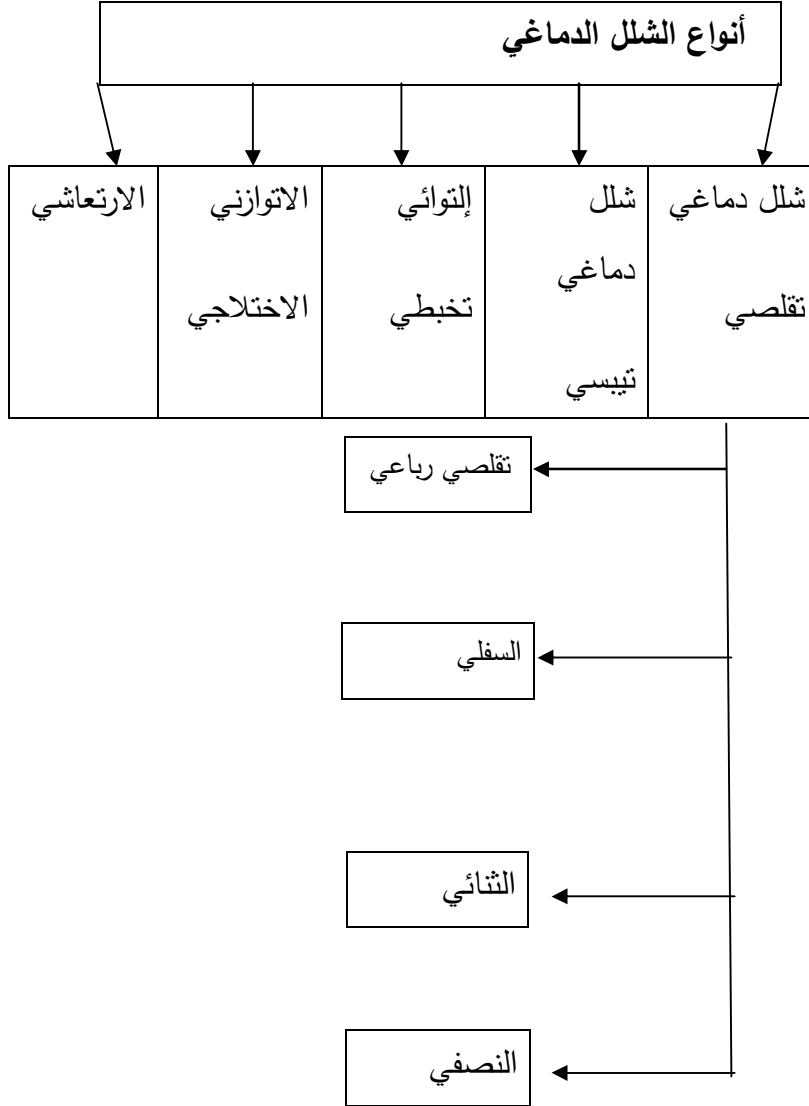 أنواع الشلل الدماغي
شلل دماغي
تقلصي
شلل
دماغي
تيبسي
إلتوائي
تخبطي
الاتوازني
الاختلاجي
الارتعاشي
تقلصي رباعي
السفلي
الثنائي
النصفي